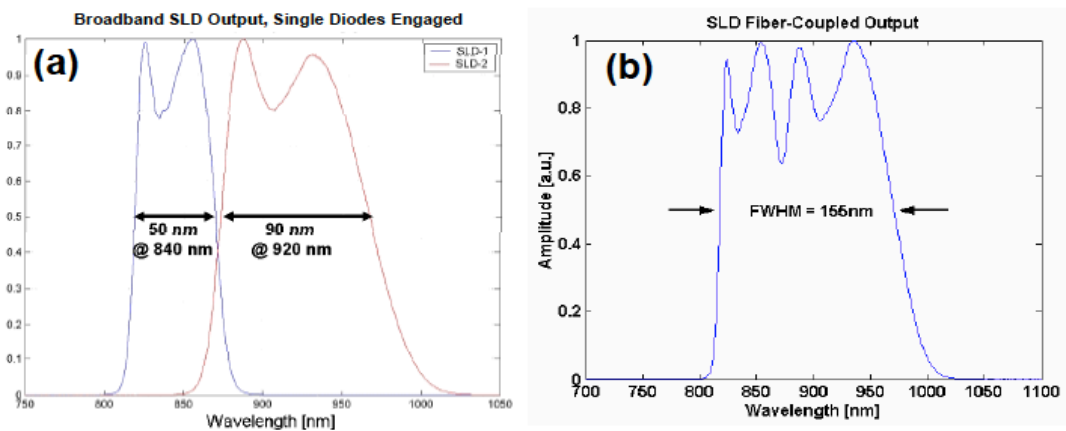 Broadband SLD Output, Single Diodes Engaged
(a)
SLD-1
SLD-2
1
0.9
0.8
0.7
0.6
0.5
0.4
0.3
0.2
0.1
0
50 nm
@ 840 nm
90 nm
@ 920 nm
750 800 850 900 950 1000 1050
Wavelength [nm]
SLD Fiber-Coupled Output
(b)
Amplitude [a.u.]
1
0.8
0.6
0.4
0.2
0
FWHM = 155nm
700 750 800 850 900 950 1000 1050 1100
Wavelength [nm]